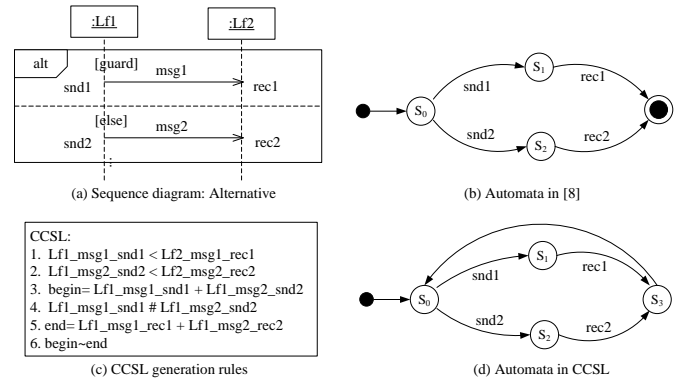 :Lf1
:Lf2
alt
[guard]
msg1
snd1
rec1
[else]
msg2
snd2
rec2
(a) Sequence diagram: Alternative
S0
snd1
S1
rec1
snd2
S2
rec2
(b) Automata in [8]
CCSL:
1. Lf1_msg1_snd1 < Lf2_msg1_rec1
2. Lf1_msg2_snd2 < Lf2_msg2_rec2
3. begin= Lf1_msg1_snd1 + Lf1_msg2_snd2
4. Lf1_msg1_snd1 # Lf1_msg2_snd2
5. end= Lf1_msg1_rec1 + Lf1_msg2_rec2
6. begin~end
(c) CCSL generation rules
S0
snd1
S1
rec1
S3
snd2
S2
rec2
(d) Automata in CCSL